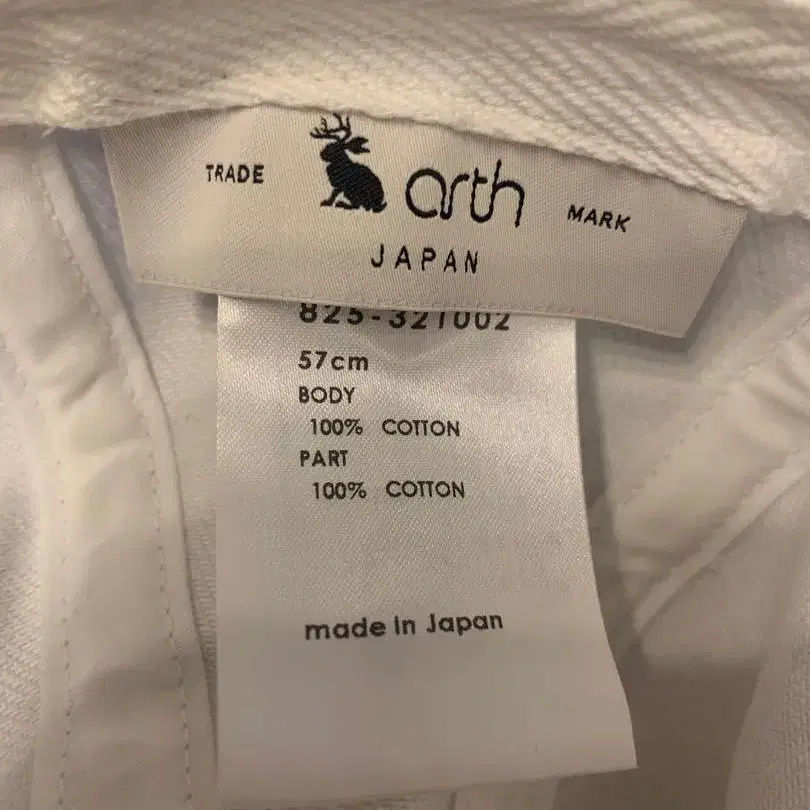 TRADE arth MARK
JAPAN
825-321002
57cm
BODY
100% COTTON
PART
100% COTTON
made in Japan